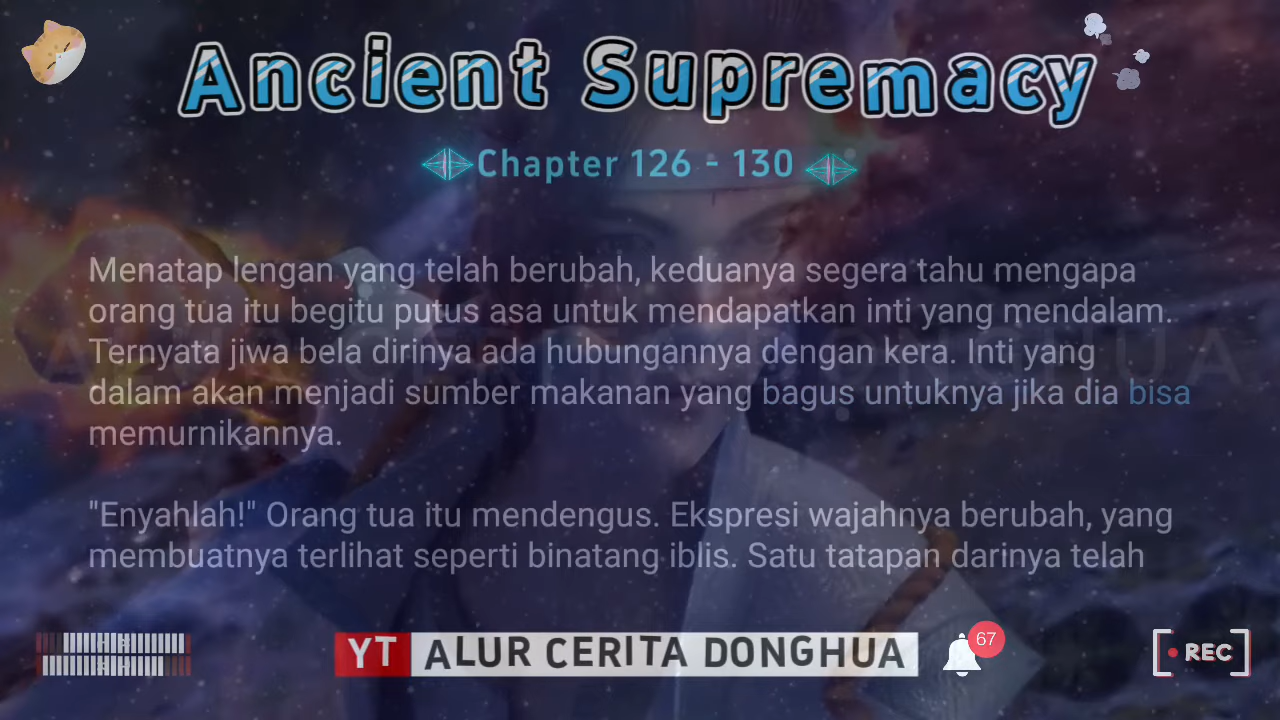 Ancient Supremacy
Chapter 126 - 130
Menatap lengan yang telah berubah, keduanya segera tahu mengapa
orang tua itu begitu putus asa untuk mendapatkan inti yang mendalam.
Ternyata jiwa bela dirinya ada hubungannya dengan kera. Inti yang
dalam akan menjadi sumber makanan yang bagus untuknya jika dia bisa
memurnikannya.
"Enyahlah!" Orang tua itu mendengus. Ekspresi wajahnya berubah, yang
membuatnya terlihat seperti binatang iblis. Satu tatapan darinya telah
YT ALUR CERITA DONGHUA
67
REC